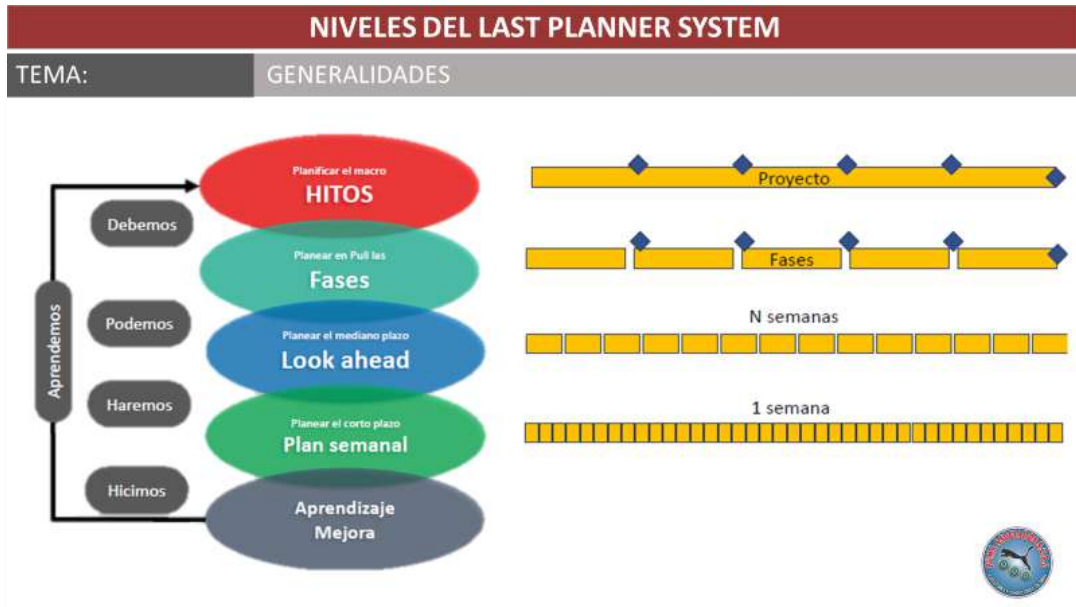 NIVELES DEL LAST PLANNER SYSTEM
TEMA:
GENERALIDADES
Aprendemos
Debemos
Podemos
Haremos
Hicimos
Planificar el macro
HITOS
Planear en Pull las
Fases
Planear el mediano plazo
Look ahead
Planear el corto plazo
Plan semanal
Aprendizaje
Mejora
Proyecto
Fases
N semanas
1 semana